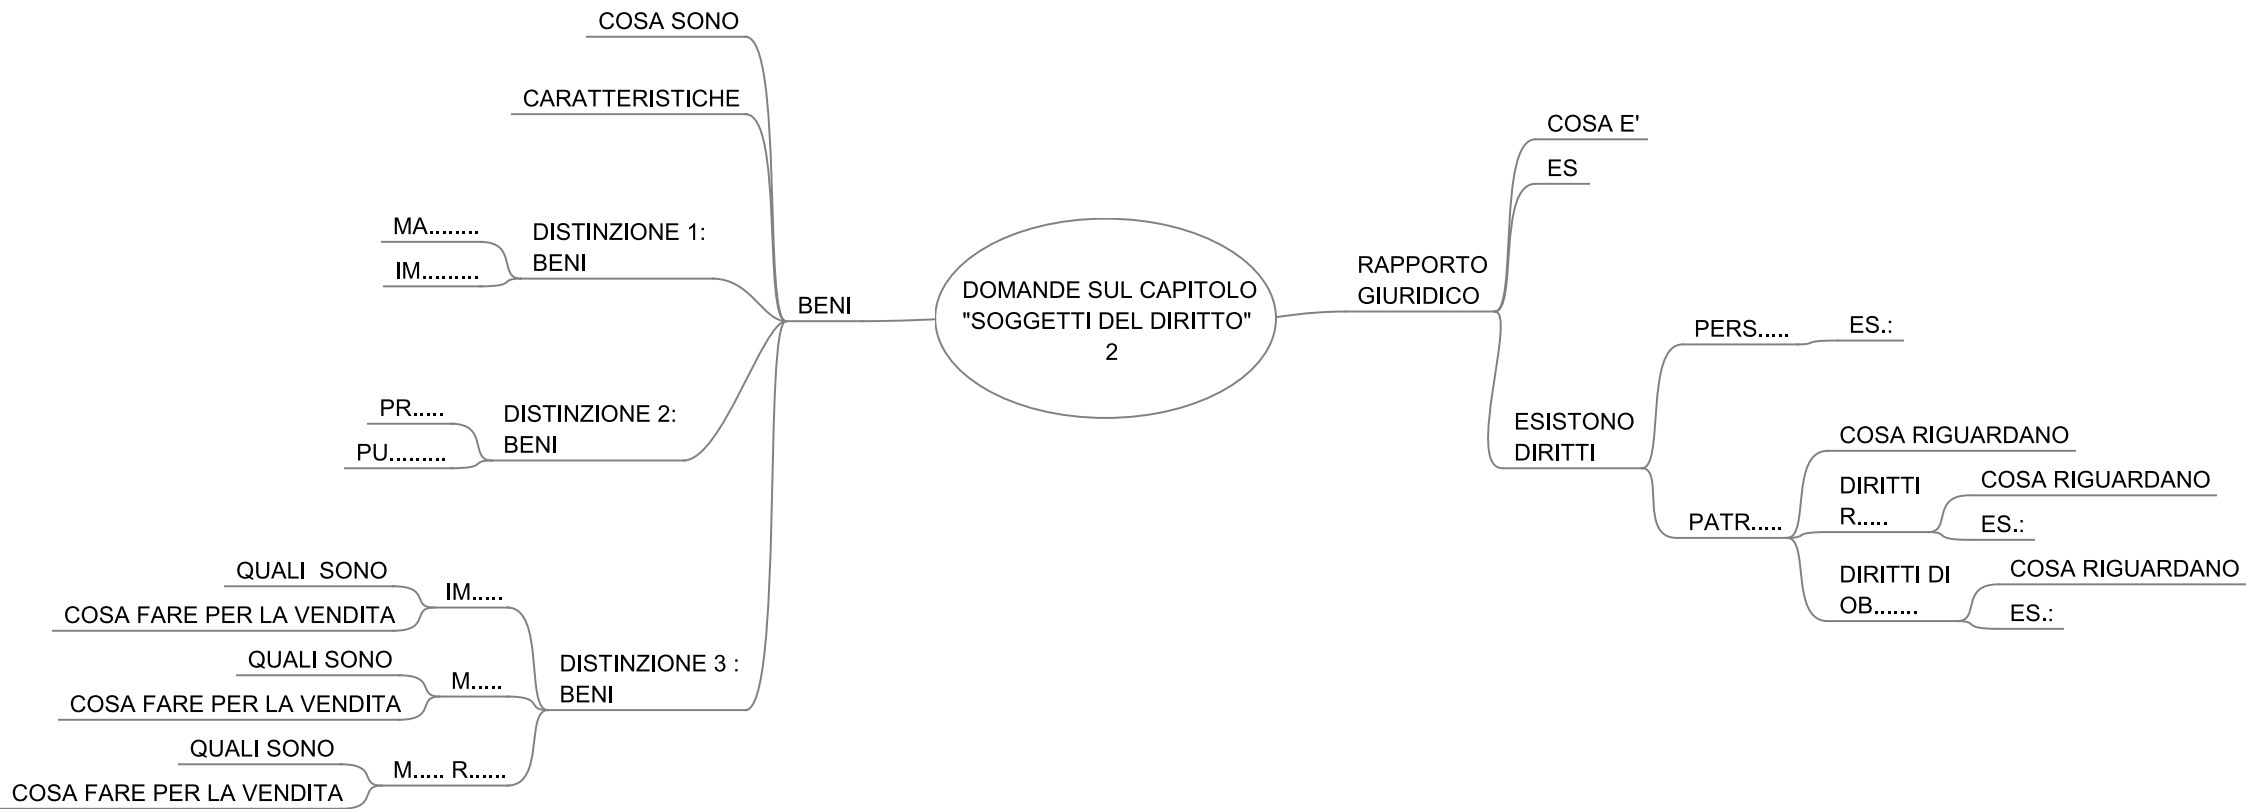 COSA SONO
CARATTERISTICHE
MA........
IM.........
DISTINZIONE 1:
BENI
PR.....
PU.........
DISTINZIONE 2:
BENI
QUALI  SONO
COSA FARE PER LA VENDITA
IM.....
QUALI SONO
COSA FARE PER LA VENDITA
M.....
QUALI SONO
COSA FARE PER LA VENDITA
M..... R......
DISTINZIONE 3 :
BENI
BENI
DOMANDE SUL CAPITOLO
"SOGGETTI DEL DIRITTO"
2
RAPPORTO
GIURIDICO
COSA E'
ES
ESISTONO
DIRITTI
PERS.....
ES.:
PATR.....
COSA RIGUARDANO
DIRITTI
R.....
COSA RIGUARDANO
ES.:
DIRITTI DI
OB.......
COSA RIGUARDANO
ES.: